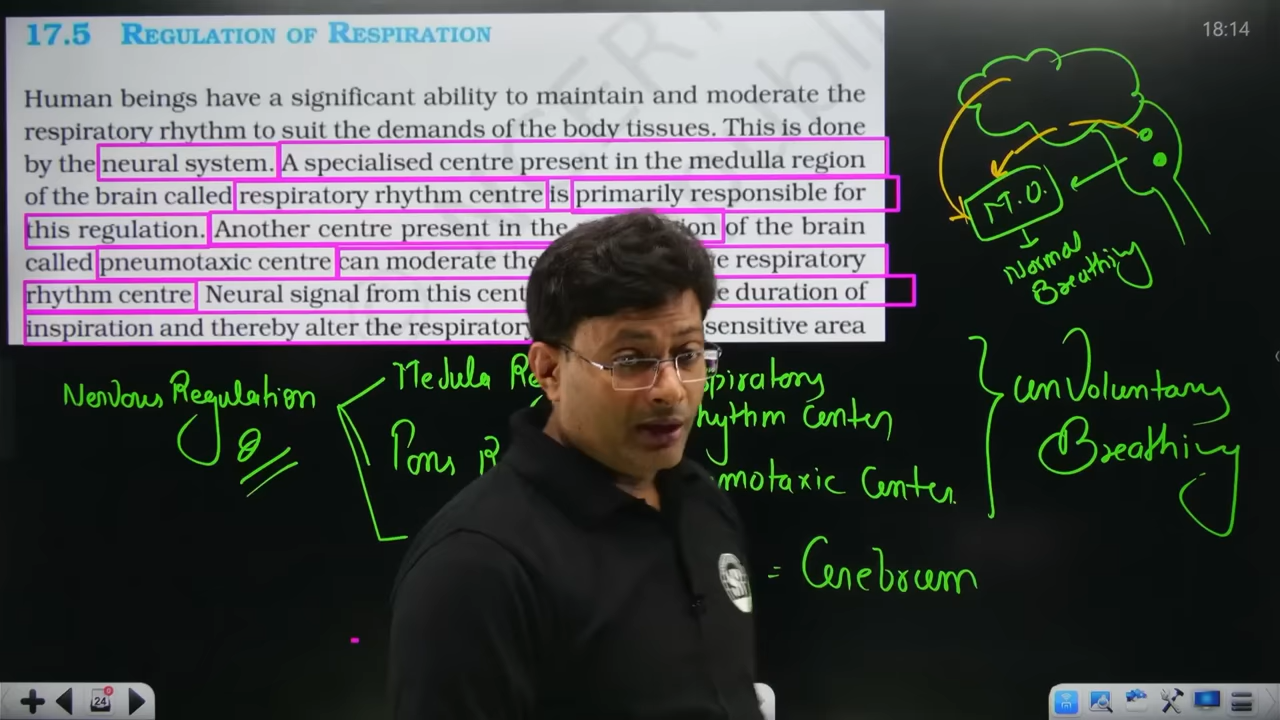 18:14
17.5 REGULATION OF RESPIRATION
Human beings have a significant ability to maintain and moderate the
respiratory rhythm to suit the demands of the body tissues. This is done
by the neural system. A specialised centre present in the medulla region
of the brain called respiratory rhythm centre is primarily responsible for
this regulation. Another centre present in the of the brain
called pneumotaxic centre can moderate the respiratory
rhythm centre Neural signal from this duration of
inspiration and thereby alter the respiratory sensitive area
M.O.
Normal
Breathing
Nervous Regulation
Medula
Center
Pons
Center
unVoluntary
Breathing
= Cerebrum
24